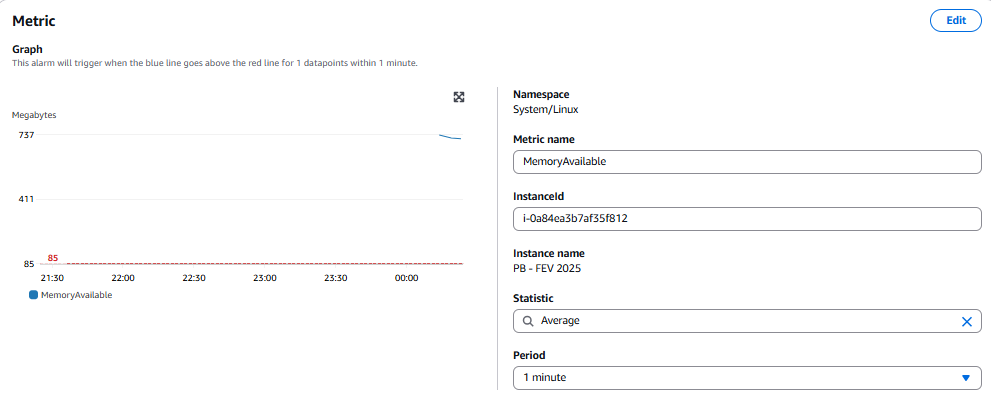 Metric
Edit
Graph
This alarm will trigger when the blue line goes above the red line for 1 datapoints within 1 minute.
Megabytes
737
411
85
85
21:30
22:00
22:30
23:00
23:30
00:00
MemoryAvailable
Namespace
System/Linux
Metric name
MemoryAvailable
InstanceId
i-0a84ea3b7af35f812
Instance name
PB - FEV 2025
Statistic
Average
Period
1 minute